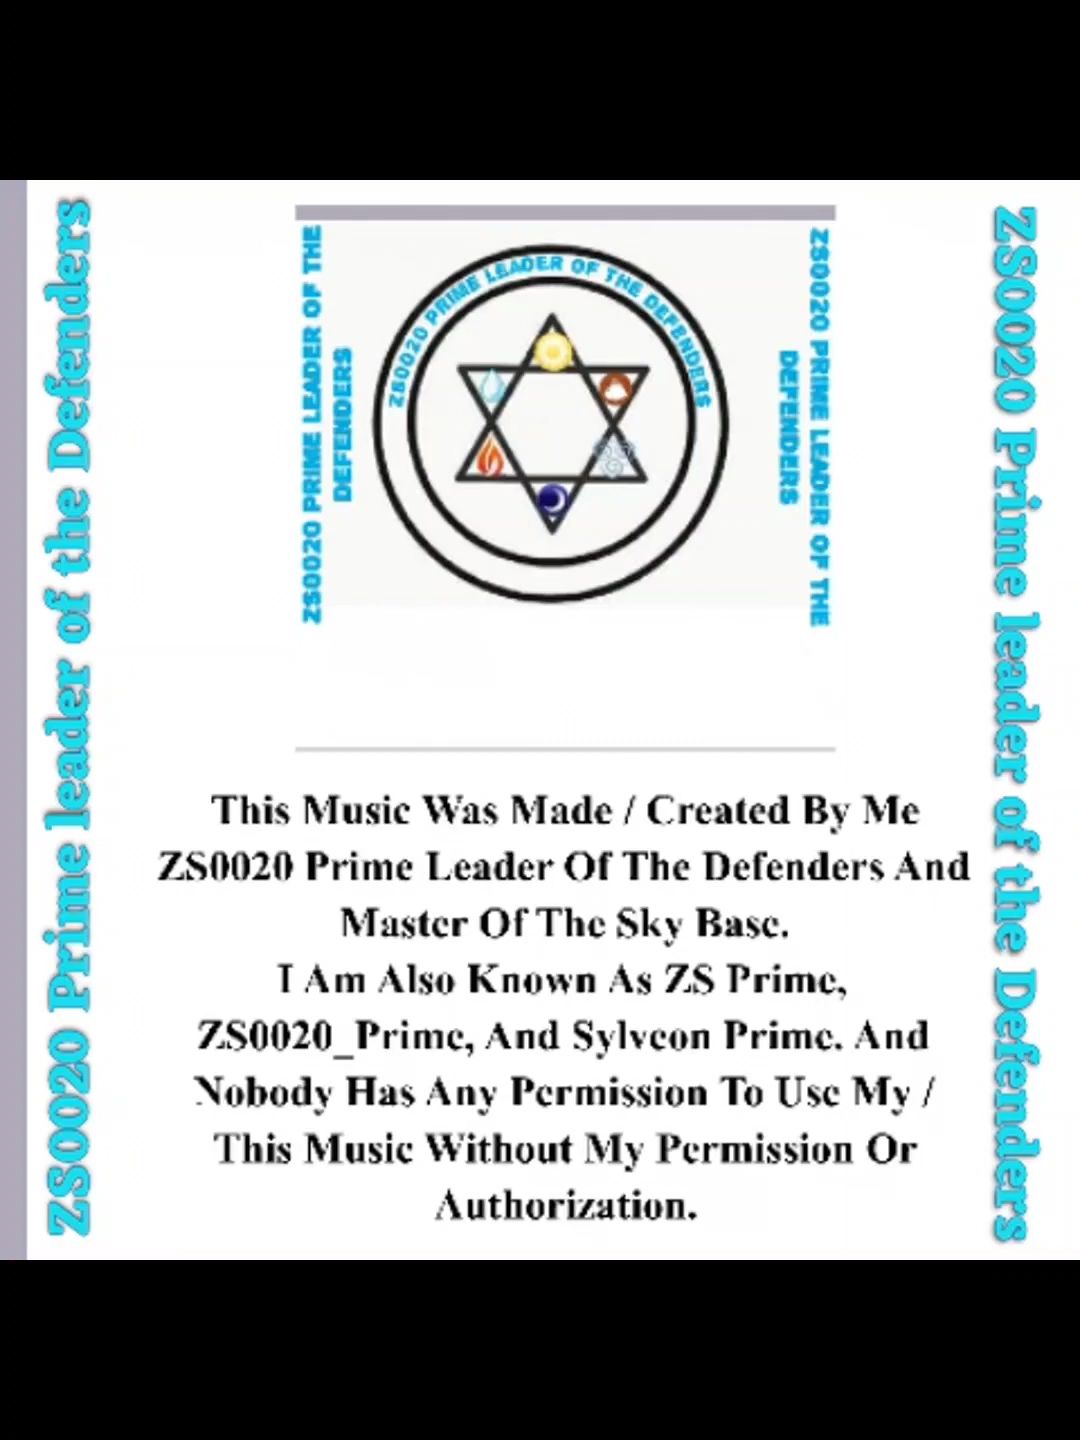 ZS0020 Prime leader of the Defenders
ZS0020 PRIME LEADER OF THE
DEFENDERS
ZS0020 PRIME LEADER OF THE DEFENDERS
ZS0020 PRIME LEADER OF THE
DEFENDERS
ZS0020 Prime leader of the Defenders
This Music Was Made / Created By Me
ZS0020 Prime Leader Of The Defenders And
Master Of The Sky Base.
I Am Also Known As ZS Prime,
ZS0020_Prime, And Sylveon Prime. And
Nobody Has Any Permission To Use My /
This Music Without My Permission Or
Authorization.